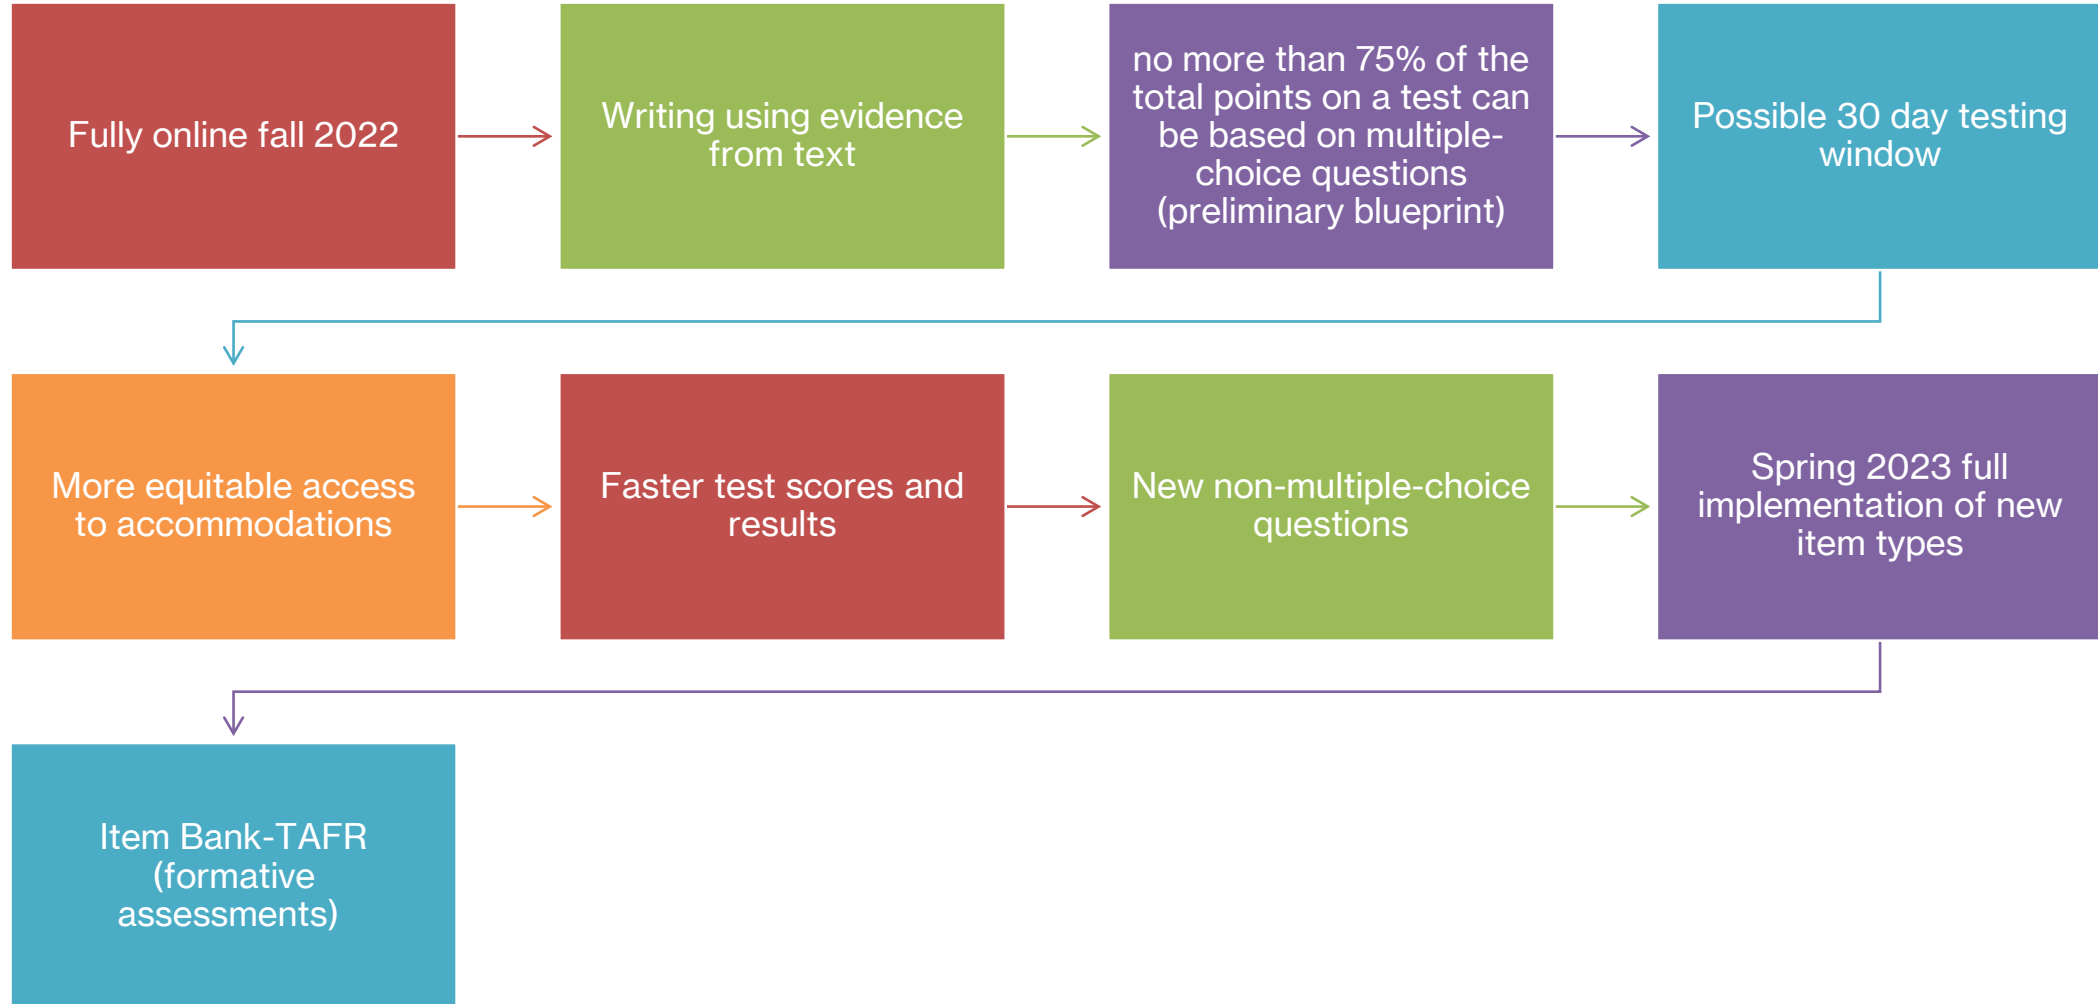 Fully online fall 2022
Writing using evidence
from text
no more than 75% of the
total points on a test can
be based on multiple-
choice questions
(preliminary blueprint)
Possible 30 day testing
window
More equitable access
to accommodations
Faster test scores and
results
New non-multiple-choice
questions
Spring 2023 full
implementation of new
item types
Item Bank-TAFR
(formative
assessments)